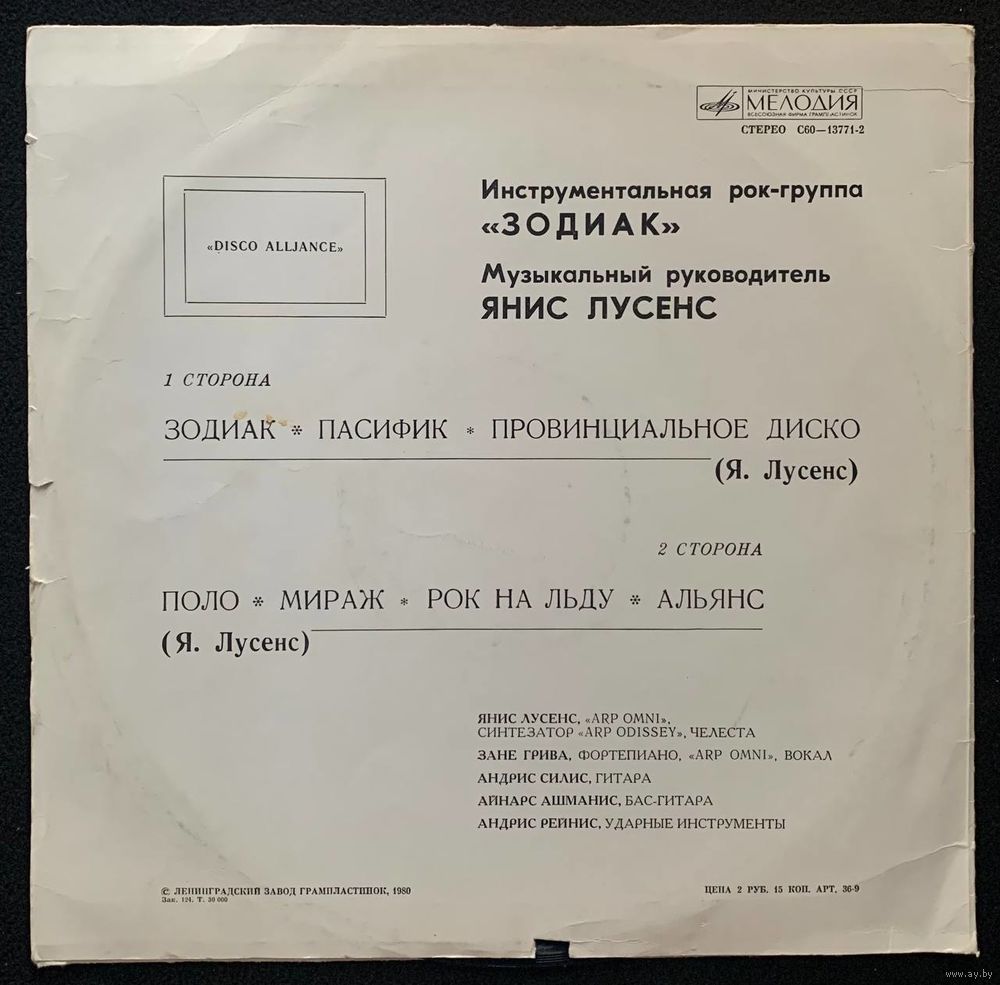 МИНИСТЕРСТВО КУЛЬТУРЫ СССР
МЕЛОДИЯ
ВСЕСОЮЗНАЯ ФИРМА ГРАМПЛАСТИНОК
СТЕРЕО С60—13771-2
«DISCO ALLJANCE»
Инструментальная рок-группа
«ЗОДИАК»
Музыкальный руководитель
ЯНИС ЛУСЕНС
1 СТОРОНА
ЗОДИАК * ПАСИФИК * ПРОВИНЦИАЛЬНОЕ ДИСКО
(Я. Лусенс)
2 СТОРОНА
ПОЛО * МИРАЖ * РОК НА ЛЬДУ * АЛЬЯНС
(Я. Лусенс)
ЯНИС ЛУСЕНС, «ARP OMNI»,
СИНТЕЗАТОР «ARP ODISSEY», ЧЕЛЕСТА
ЗАНЕ ГРИВА, ФОРТЕПИАНО, «ARP OMNI», ВОКАЛ
АНДРИС СИЛИС, ГИТАРА
АЙНАРС АШМАНИС, БАС-ГИТАРА
АНДРИС РЕЙНИС, УДАРНЫЕ ИНСТРУМЕНТЫ
© ЛЕНИНГРАДСКИЙ ЗАВОД ГРАМПЛАСТИНОК, 1980
Зак. 124. Т. 30 000
ЦЕНА 2 РУБ. 15 КОП. АРТ. 36-9
www.ay.by